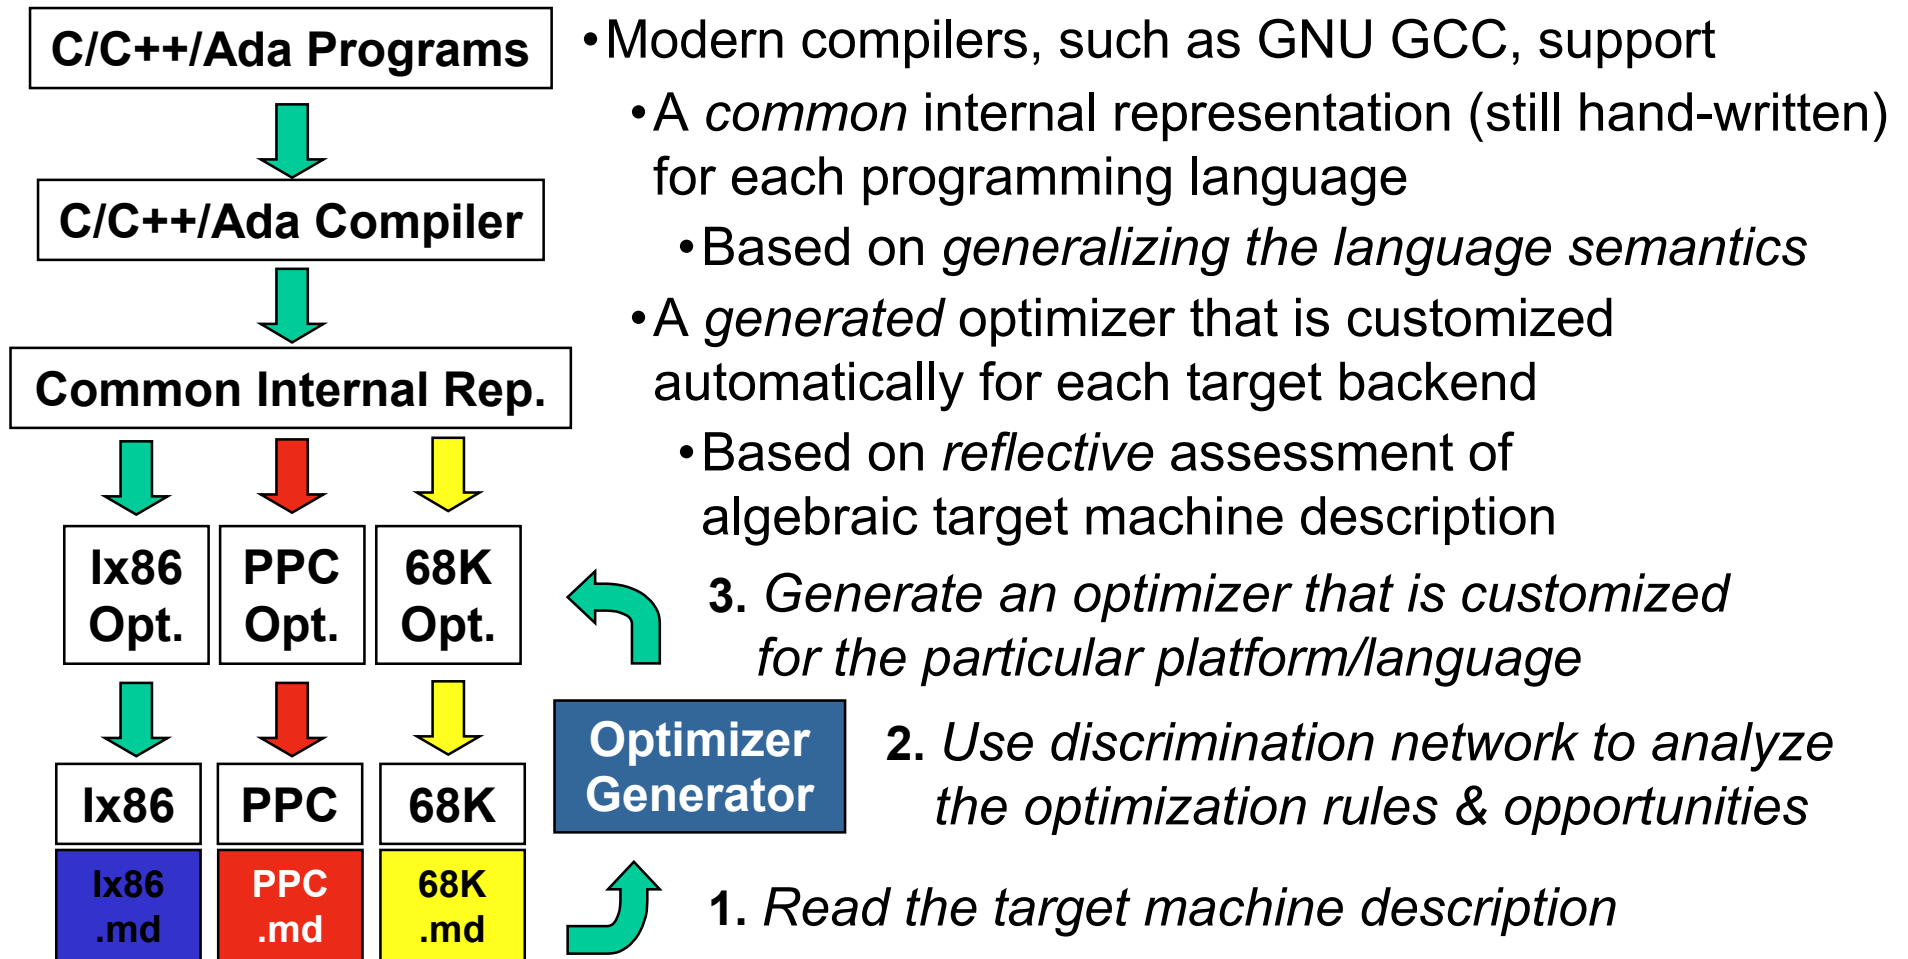 C/C++/Ada Programs
C/C++/Ada Compiler
Common Internal Rep.
Ix86
Opt.
PPC
Opt.
68K
Opt.
Ix86
PPC
68K
Ix86
.md
PPC
.md
68K
.md
Optimizer
Generator
•Modern compilers, such as GNU GCC, support
•A common internal representation (still hand-written)
for each programming language
•Based on generalizing the language semantics
•A generated optimizer that is customized
automatically for each target backend
•Based on reflective assessment of
algebraic target machine description
3. Generate an optimizer that is customized
for the particular platform/language
2. Use discrimination network to analyze
the optimization rules & opportunities
1. Read the target machine description